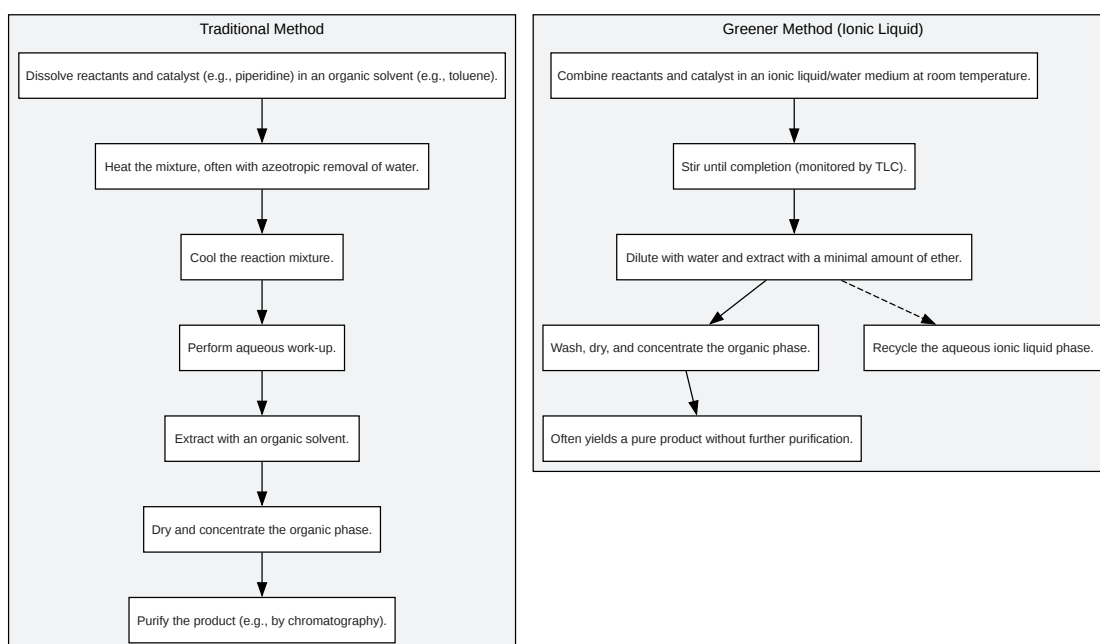 Traditional Method
Dissolve reactants and catalyst (e.g., piperidine) in an organic solvent (e.g., toluene).
Heat the mixture, often with azeotropic removal of water.
Cool the reaction mixture.
Perform aqueous work-up.
Extract with an organic solvent.
Dry and concentrate the organic phase.
Purify the product (e.g., by chromatography).
Greener Method (Ionic Liquid)
Combine reactants and catalyst in an ionic liquid/water medium at room temperature.
Stir until completion (monitored by TLC).
Dilute with water and extract with a minimal amount of ether.
Wash, dry, and concentrate the organic phase.
Recycle the aqueous ionic liquid phase.
Often yields a pure product without further purification.